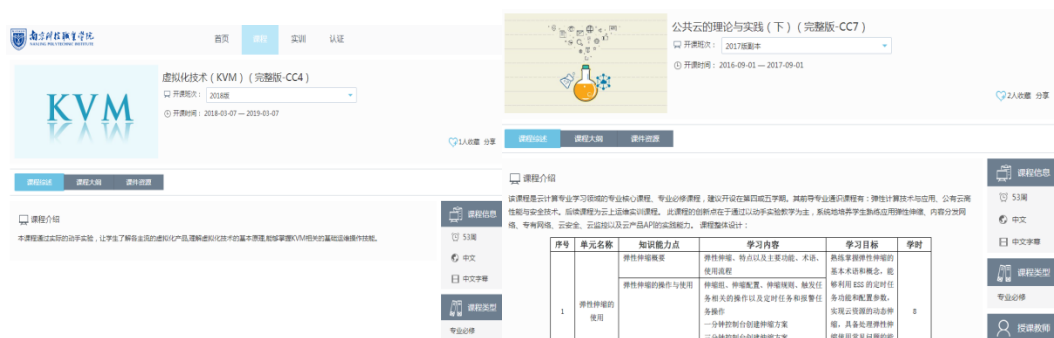 南京科技职业学院
NANJING POLYTECHNIC INSTITUTE
首页
课程
实训
认证
KVM
虚拟化技术（KVM）（完整版-CC4）
开课班次： 2018版
开课时间：2018-03-07 — 2019-03-07
1人收藏 分享
课程综述
课程大纲
课件资源
课程介绍
本课程通过实际的动手实验，让学生了解各主流的虚拟化产品,理解虚拟化技术的基本原理,能够掌握KVM相关的基础运维操作技能。
课程信息
53周
中文
中文字幕
课程类型
专业必修
公共云的理论与实践（下）（完整版-CC7）
开课班次： 2017版副本
开课时间：2016-09-01 — 2017-09-01
2人收藏 分享
课程综述
课程大纲
课件资源
课程介绍
该课程是云计算专业学习领域的专业核心课程、专业必修课程，建议开设在第四或五学期。其前导专业通识课程有：弹性计算技术与应用、公有云高
性能与安全技术。后续课程为云上运维实训课程。 此课程的创新点在于通过以动手实验教学为主，系统地培养学生熟练应用弹性伸缩、内容分发网
络、专有网络、云安全、云监控以及云产品API的实践能力。 课程整体设计：
序号 单元名称 知识能力点 学习内容 学习目标 学时
弹性伸缩概要 弹性伸缩、特点以及主要功能、术语、 熟练掌握弹性伸缩的
使用流程 基本术语和概念。能
弹性伸缩的操作与使用 伸缩组、伸缩配置、伸缩规则、触发任 够利用 ESS 的定时任
务相关的操作以及定时任务和报警任 务功能和配置参数，
1 弹性伸缩的 务操作 实现云资源的动态伸 8
使用 一分钟控制台创建伸缩方案 缩。具备处理弹性伸
课程信息
53周
中文
中文字幕
课程类型
专业必修
授课教师